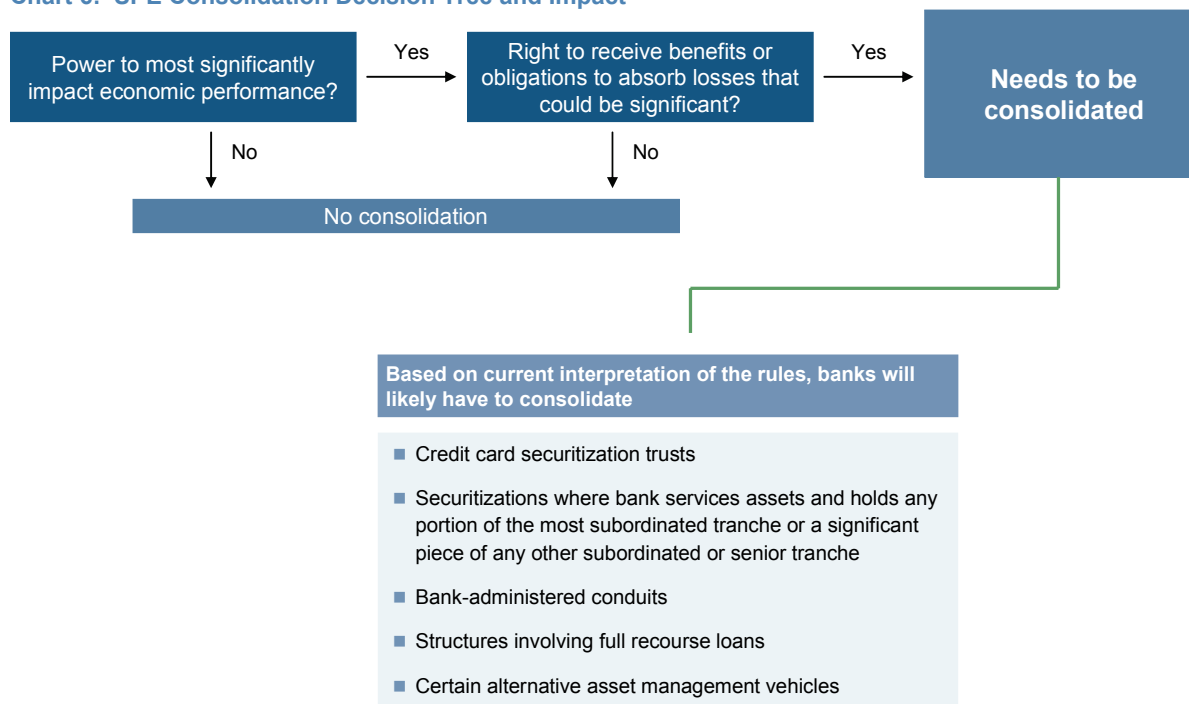 Power to most significantly
impact economic performance?
Yes
Right to receive benefits or
obligations to absorb losses that
could be significant?
Yes
Needs to be
consolidated
No
No
No consolidation
Based on current interpretation of the rules, banks will
likely have to consolidate
Credit card securitization trusts
Securitizations where bank services assets and holds any
portion of the most subordinated tranche or a significant
piece of any other subordinated or senior tranche
Bank-administered conduits
Structures involving full recourse loans
Certain alternative asset management vehicles